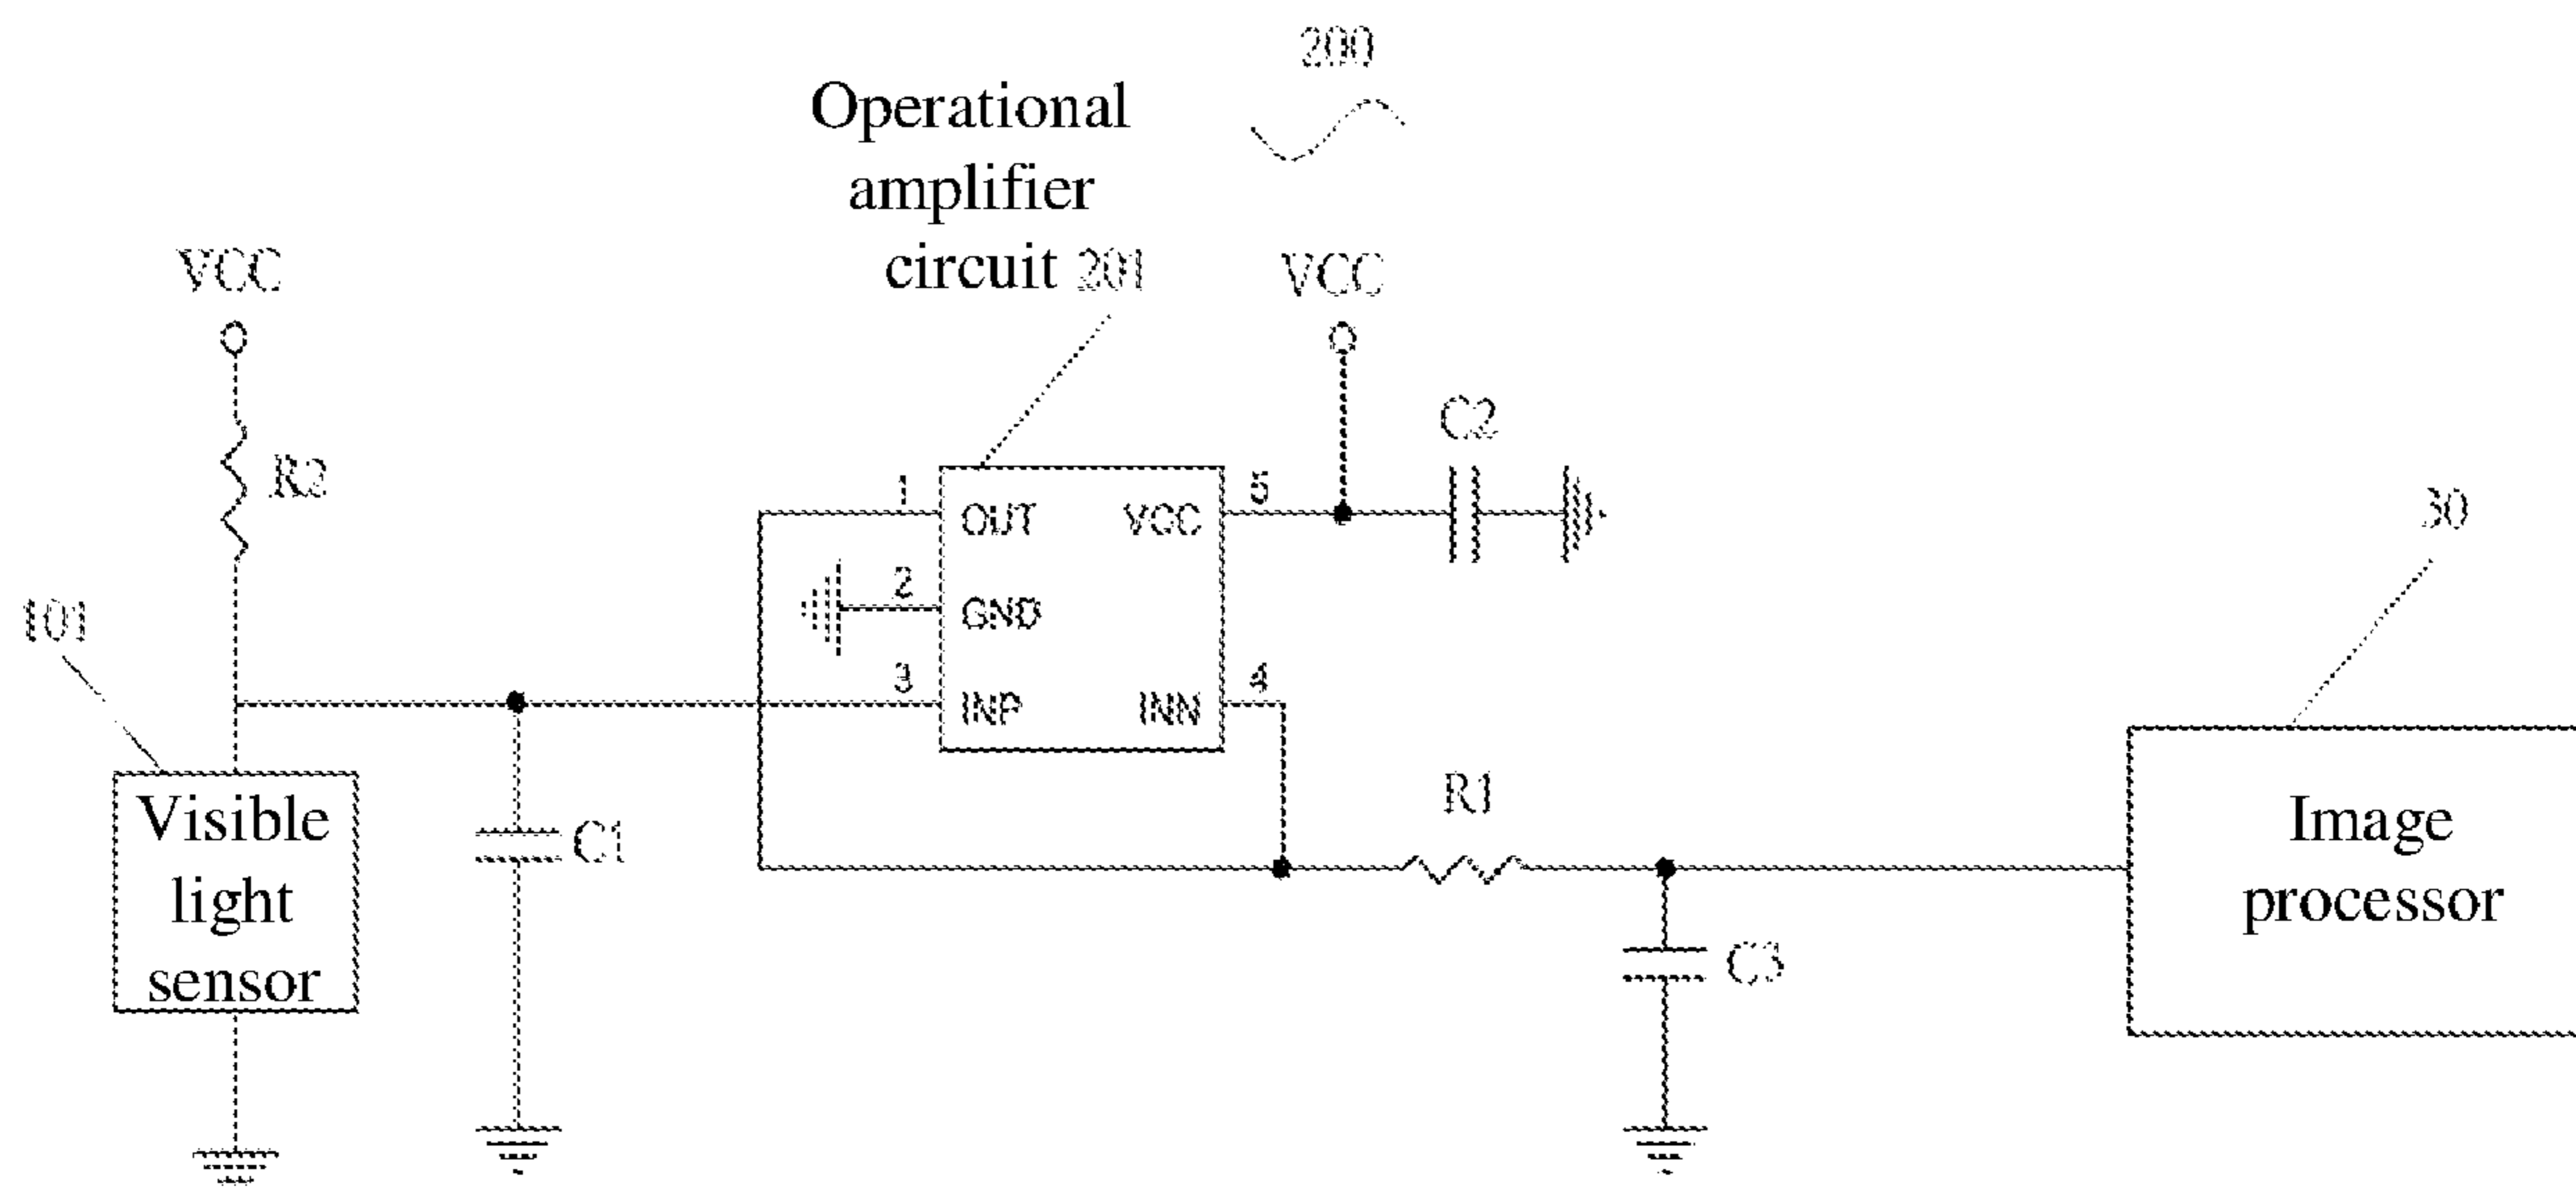 200
Operational
amplifier
circuit 201
VCC
VCC
C2
R2
1
5
OUT
VCC
30
2
GND
101
3
4
INP
INN
R1
Visible
light
sensor
C1
Image
processor
C3